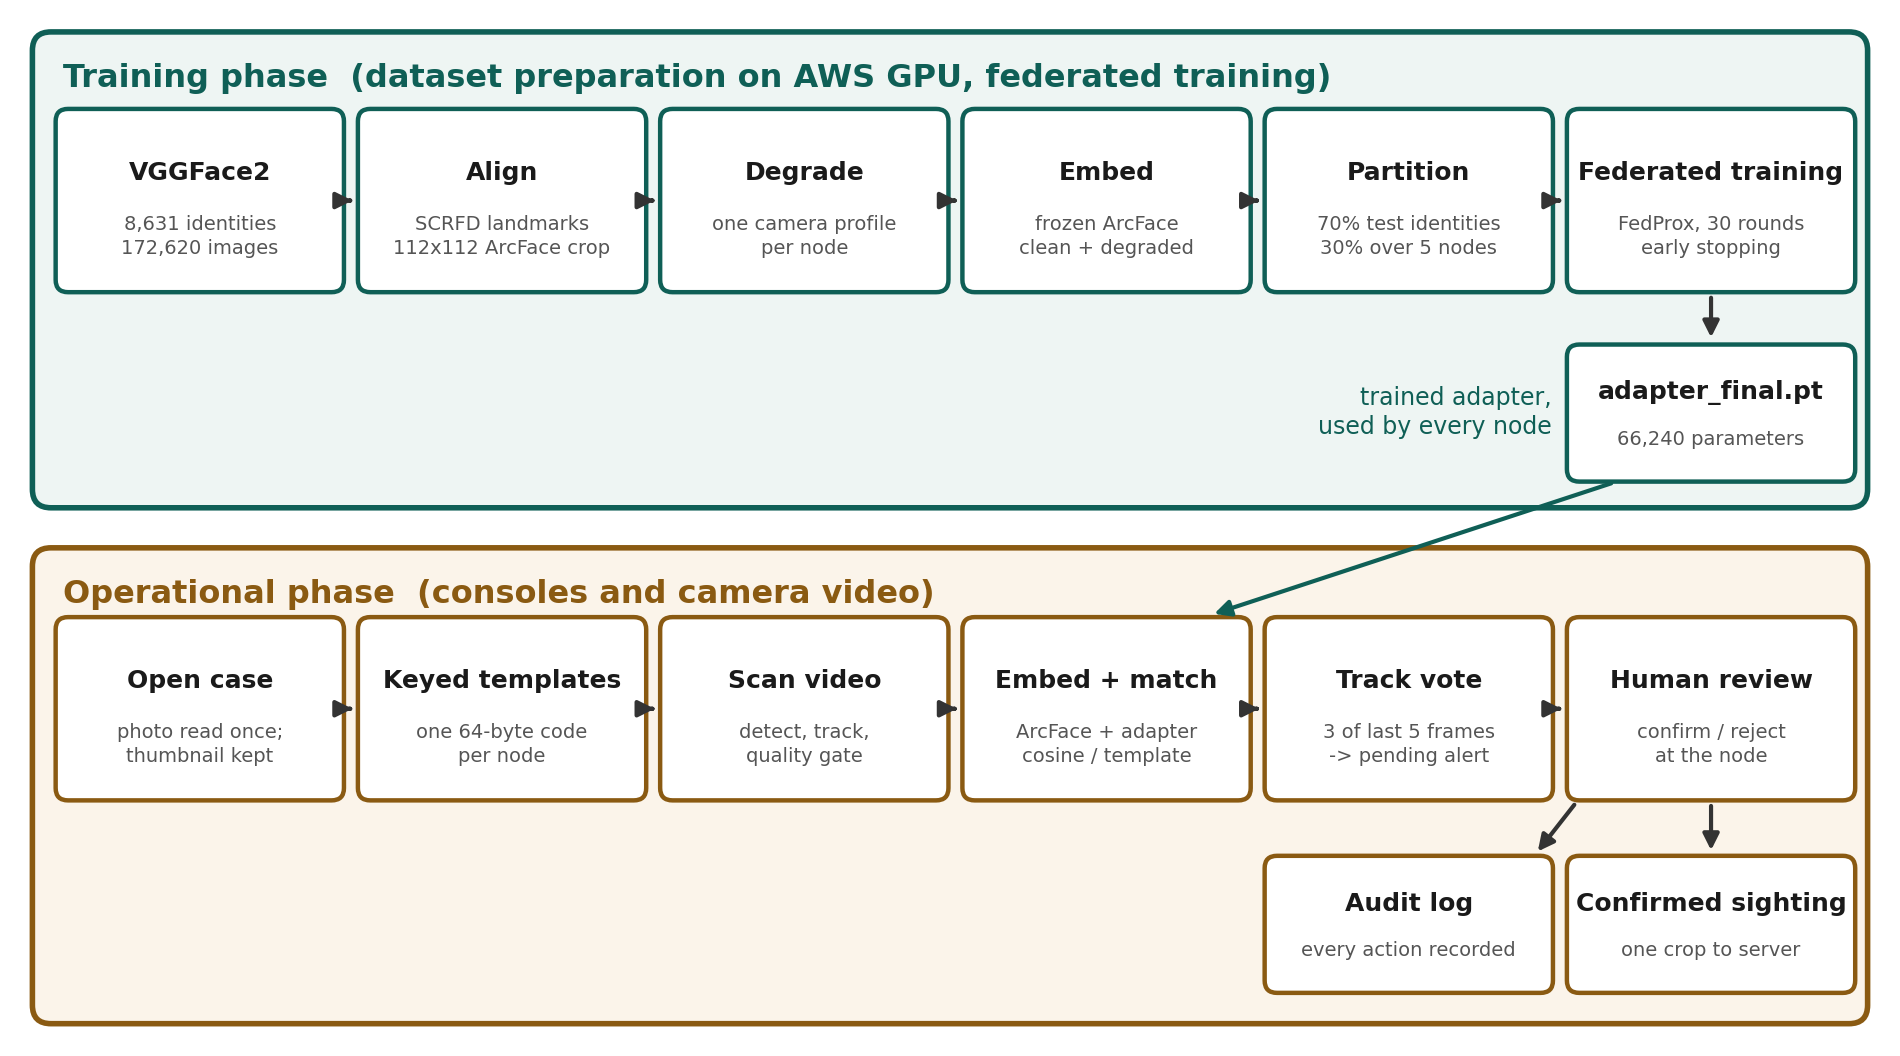 Training phase  (dataset preparation on AWS GPU, federated training)
VGGFace2
8,631 identities
172,620 images
Align
SCRFD landmarks
112x112 ArcFace crop
Degrade
one camera profile
per node
Embed
frozen ArcFace
clean + degraded
Partition
70% test identities
30% over 5 nodes
Federated training
FedProx, 30 rounds
early stopping
trained adapter,
used by every node
adapter_final.pt
66,240 parameters
Operational phase  (consoles and camera video)
Open case
photo read once;
thumbnail kept
Keyed templates
one 64-byte code
per node
Scan video
detect, track,
quality gate
Embed + match
ArcFace + adapter
cosine / template
Track vote
3 of last 5 frames
-> pending alert
Human review
confirm / reject
at the node
Audit log
every action recorded
Confirmed sighting
one crop to server